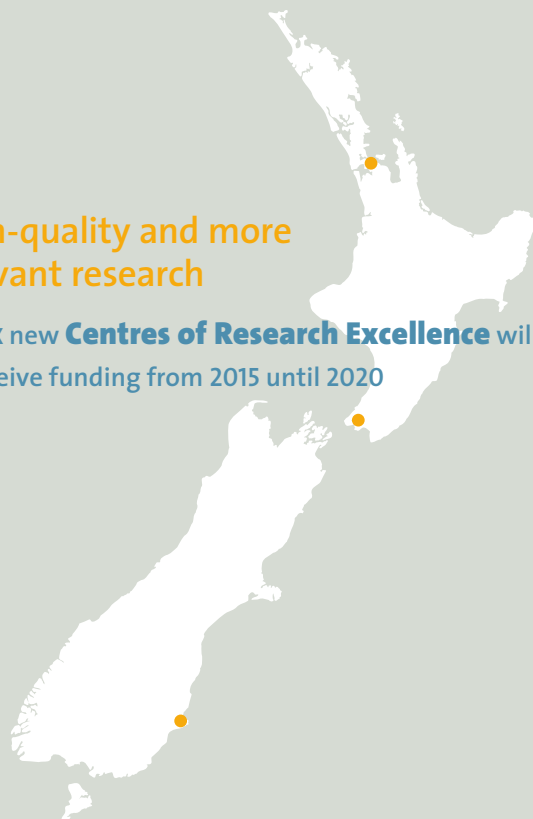 -quality and more
vant research
new Centres of Research Excellence wil
eive funding from 2015 until 2020